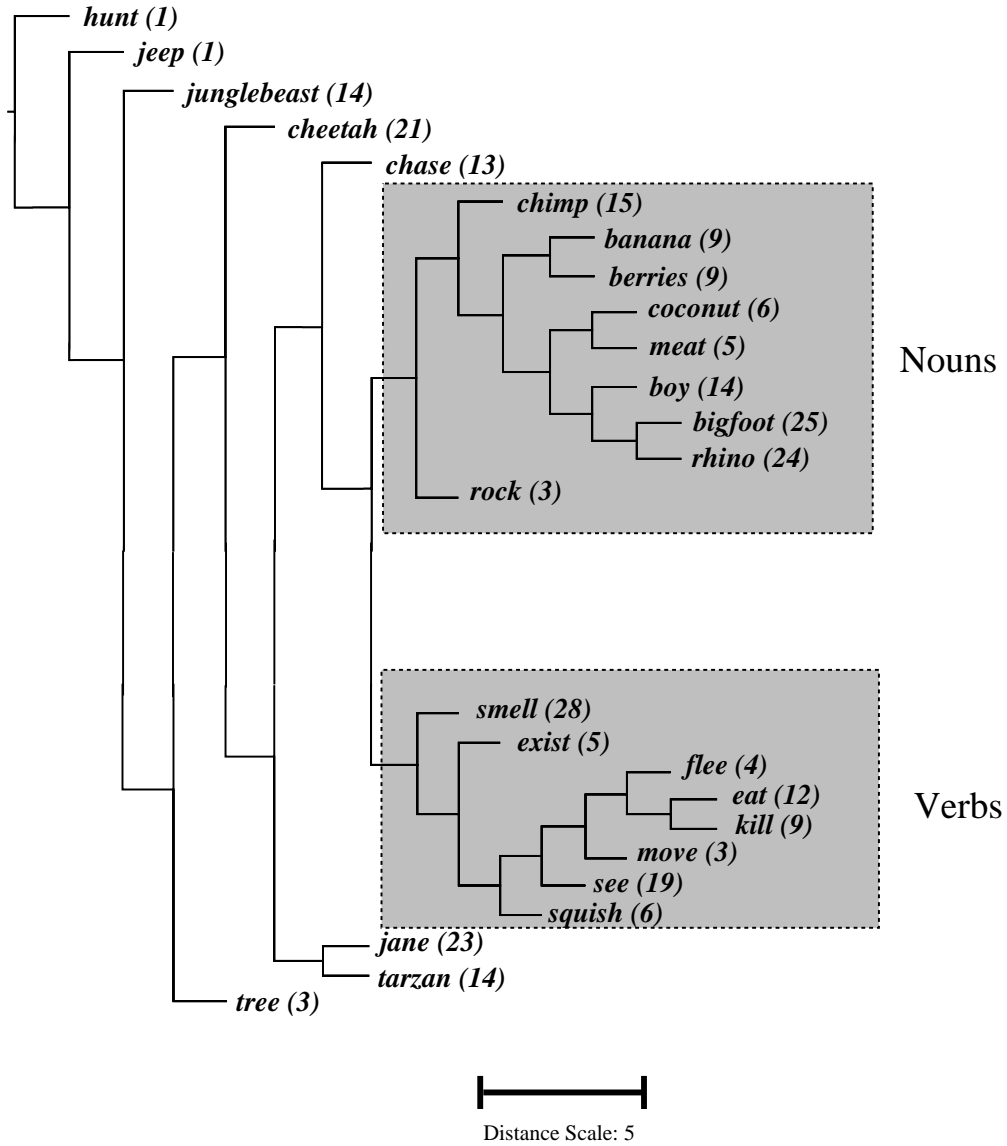 hunt (1)
jeep (1)
junglebeast (14)
cheetah (21)
chase (13)
chimp (15)
banana (9)
berries (9)
coconut (6)
meat (5)
boy (14)
bigfoot (25)
rhino (24)
rock (3)
Nouns
smell (28)
exist (5)
flee (4)
eat (12)
kill (9)
move (3)
see (19)
squish (6)
Verbs
jane (23)
tarzan (14)
tree (3)
Distance Scale: 5